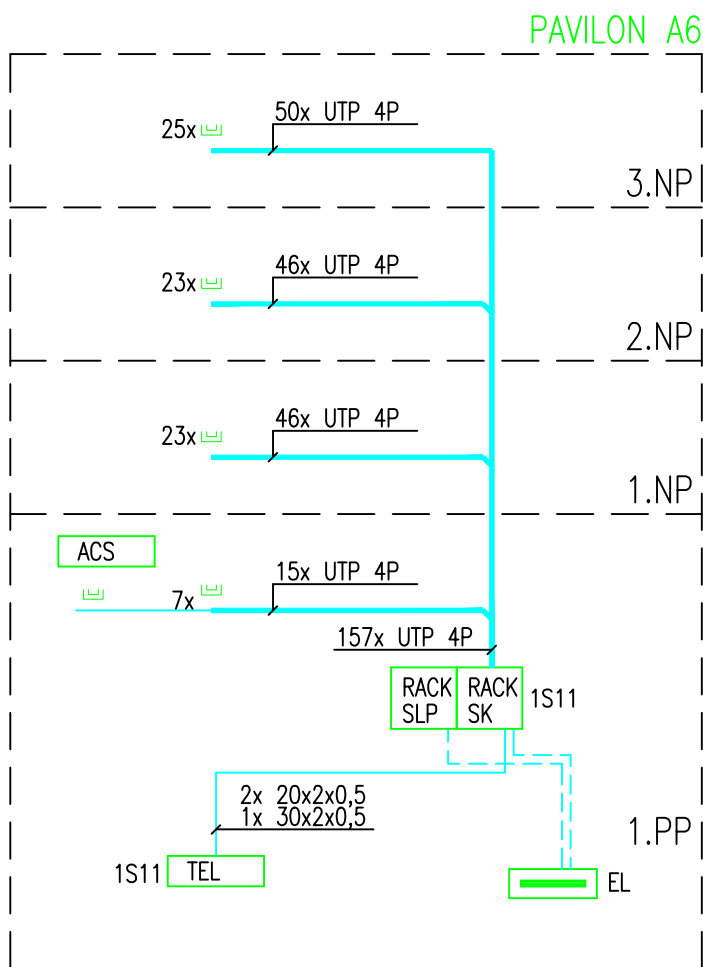 PAVILON A6
50x UTP 4P
25x
3.NP
46x UTP 4P
23x
2.NP
46x UTP 4P
23x
1.NP
ACS
15x UTP 4P
7x
157x UTP 4P
RACK SLP
RACK SK
1S11
2x 20x2x0,5
1x 30x2x0,5
1.PP
1S11
TEL
EL